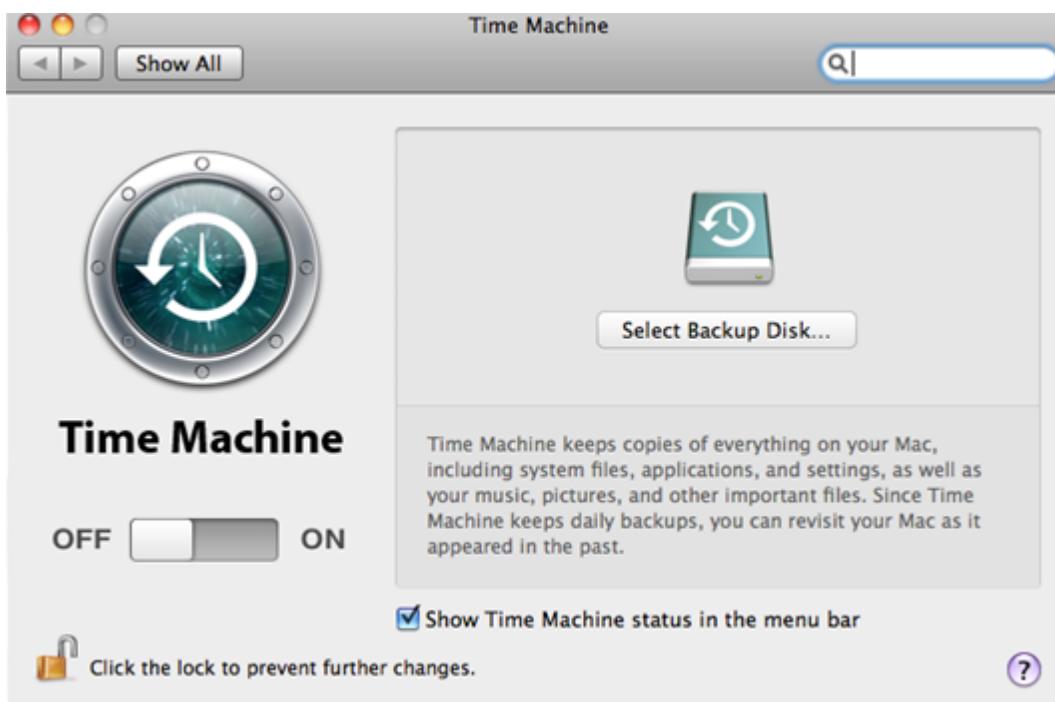 Time Machine
Show All
Select Backup Disk...
Time Machine
Time Machine keeps copies of everything on your Mac,
including system files, applications, and settings, as well as
your music, pictures, and other important files. Since Time
Machine keeps daily backups, you can revisit your Mac as it
appeared in the past.
OFF ON
Show Time Machine status in the menu bar
Click the lock to prevent further changes.
?